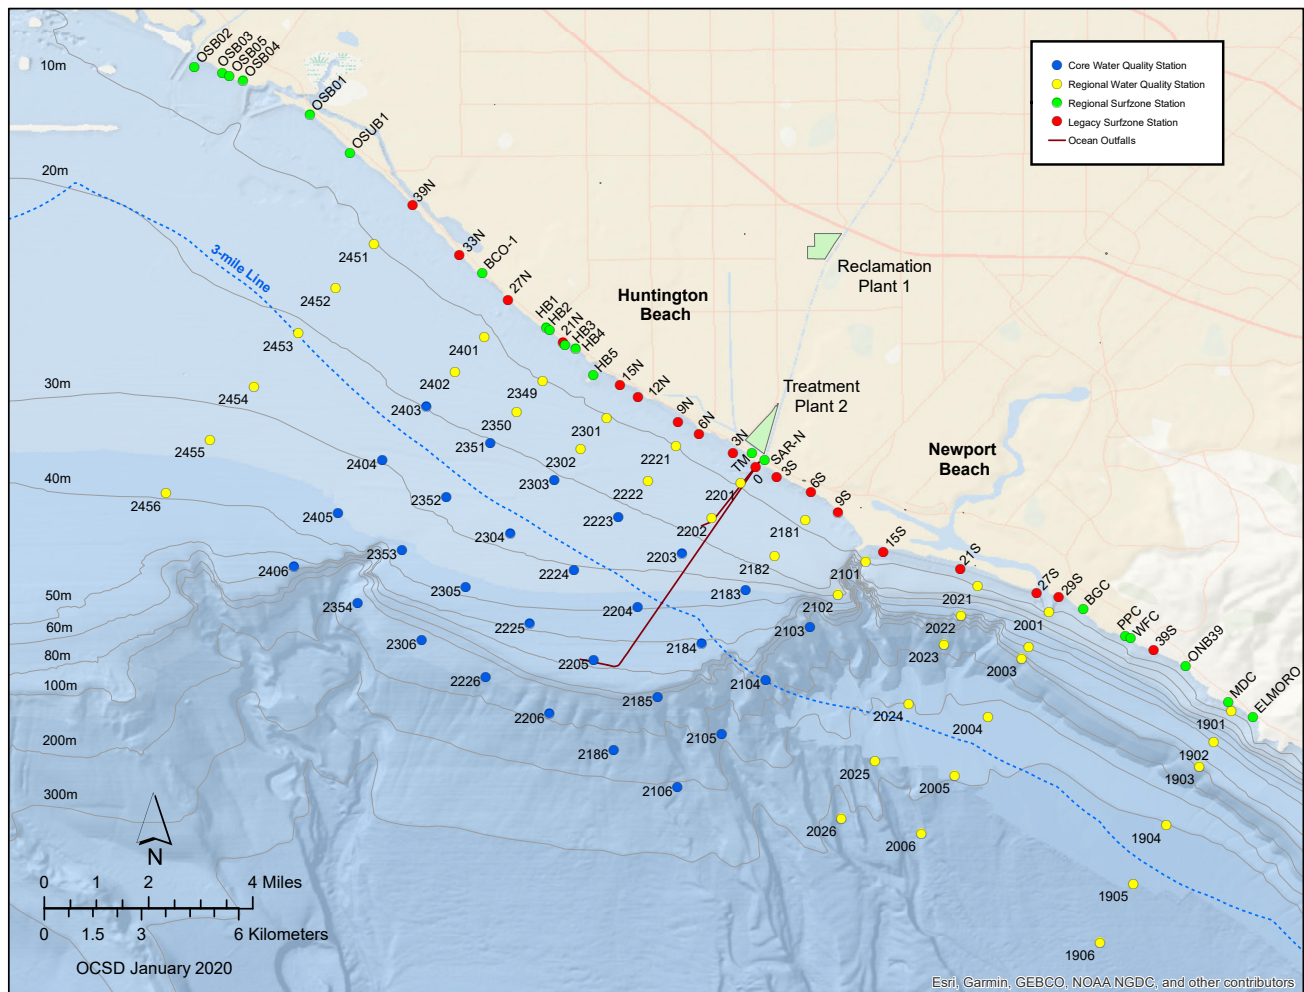 OSB02
OSB03
OSB05
OSB04
10m
OSB01
OSUB1
Core Water Quality Station
Regional Water Quality Station
Regional Surfzone Station
Legacy Surfzone Station
Ocean Outfalls
20m
39N
33N
BCO-1
27N
3-mile Line
2451
2452
2453
2454
2455
2456
Reclamation
Plant 1
Huntington
Beach
HB1
HB2
21N
HB3
HB4
HB5
15N
12N
9N
6N
3N
TM
0
SAR-N
3S
6S
9S
15S
21S
27S
29S
BGC
PPC
WFC
39S
ONB39
MDC
ELMORO
Treatment
Plant 2
Newport
Beach
30m
40m
50m
60m
80m
100m
200m
300m
2401
2402
2403
2404
2405
2406
2349
2350
2351
2352
2353
2354
2301
2302
2303
2304
2305
2306
2221
2222
2223
2224
2225
2226
2201
2202
2203
2204
2205
2206
2181
2182
2183
2184
2185
2186
2101
2102
2103
2104
2105
2106
2021
2022
2023
2024
2025
2026
2001
2003
2004
2005
2006
1901
1902
1903
1904
1905
1906
N
0 1 2 4 Miles
0 1.5 3 6 Kilometers
OCSD January 2020
Esri, Garmin, GEBCO, NOAA NGDC, and other contributors